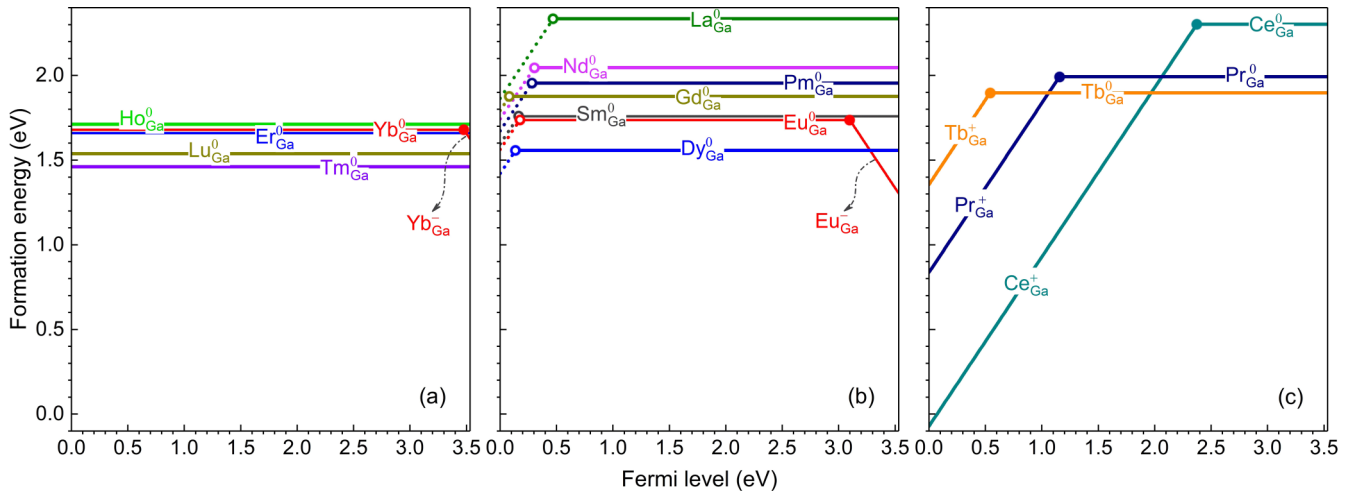 Formation energy (eV)
2.0
1.5
1.0
0.5
0.0
Ho⁰Ga
Er⁰Ga
Yb⁰Ga
Lu⁰Ga
Tm⁰Ga
Yb⁻Ga
(a)
0.0 0.5 1.0 1.5 2.0 2.5 3.0 3.5
La⁰Ga
Nd⁰Ga
Pm⁰Ga
Gd⁰Ga
Sm⁰Ga
Eu⁰Ga
Dy⁰Ga
Eu⁻Ga
(b)
0.0 0.5 1.0 1.5 2.0 2.5 3.0 3.5
Ce⁰Ga
Pr⁰Ga
Tb⁰Ga
Tb⁺Ga
Pr⁺Ga
Ce⁺Ga
(c)
0.0 0.5 1.0 1.5 2.0 2.5 3.0 3.5
Fermi level (eV)